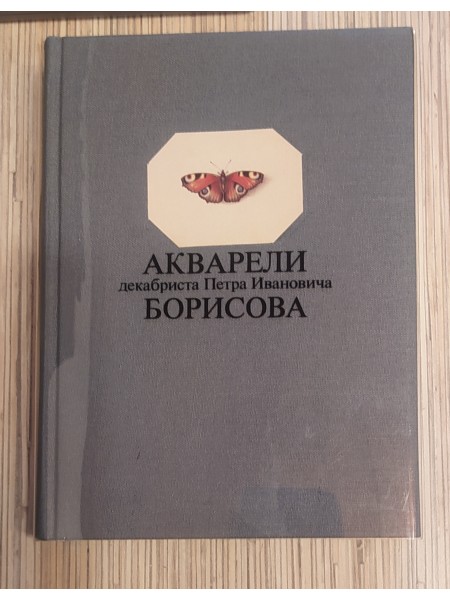 АКВАРЕЛИ
декабриста Петра Ивановича
БОРИСОВА